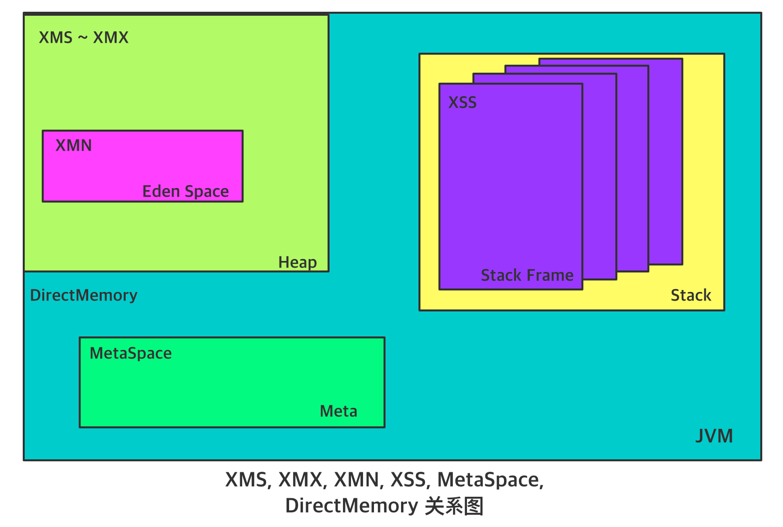 XMS ~ XMX
XMN
Eden Space
Heap
XSS
Stack Frame
Stack
DirectMemory
MetaSpace
Meta
JVM
XMS, XMX, XMN, XSS, MetaSpace,
DirectMemory 关系图